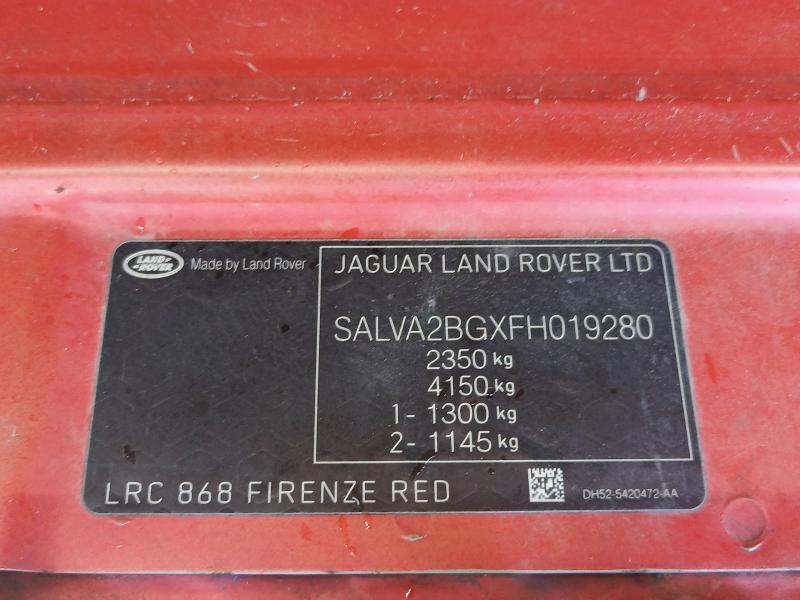 LAND-
-ROVER
Made by Land Rover
JAGUAR LAND ROVER LTD
SALVA2BGXFH019280
2350 kg
4150 kg
1- 1300 kg
2- 1145 kg
LRC 868 FIRENZE RED
DH52-5420472-AA